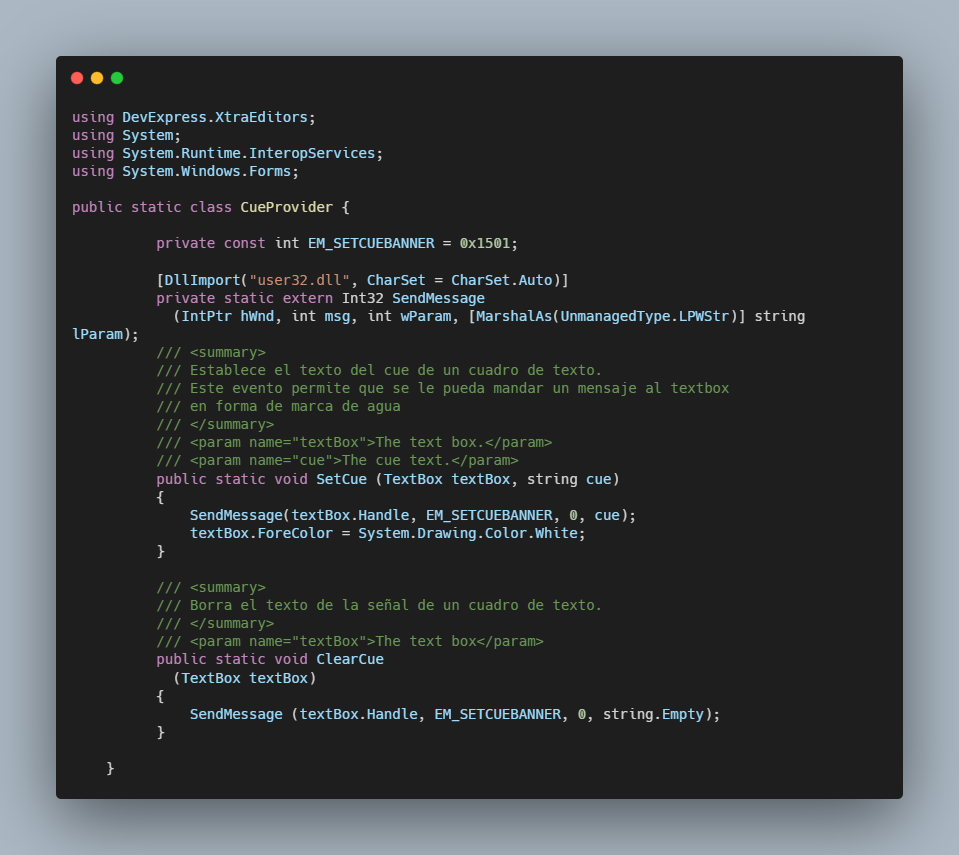 using DevExpress.XtraEditors;
using System;
using System.Runtime.InteropServices;
using System.Windows.Forms;
public static class CueProvider {
private const int EM_SETCUEBANNER = 0x1501;
[DllImport("user32.dll", CharSet = CharSet.Auto)]
private static extern Int32 SendMessage
(IntPtr hWnd, int msg, int wParam, [MarshalAs(UnmanagedType.LPWStr)] string
lParam);
/// <summary>
/// Establece el texto del cue de un cuadro de texto.
/// Este evento permite que se le pueda mandar un mensaje al textbox
/// en forma de marca de agua
/// </summary>
/// <param name="textBox">The text box.</param>
/// <param name="cue">The cue text.</param>
public static void SetCue (TextBox textBox, string cue)
{
SendMessage(textBox.Handle, EM_SETCUEBANNER, 0, cue);
textBox.ForeColor = System.Drawing.Color.White;
}
/// <summary>
/// Borra el texto de la señal de un cuadro de texto.
/// </summary>
/// <param name="textBox">The text box</param>
public static void ClearCue
(TextBox textBox)
{
SendMessage (textBox.Handle, EM_SETCUEBANNER, 0, string.Empty);
}
}